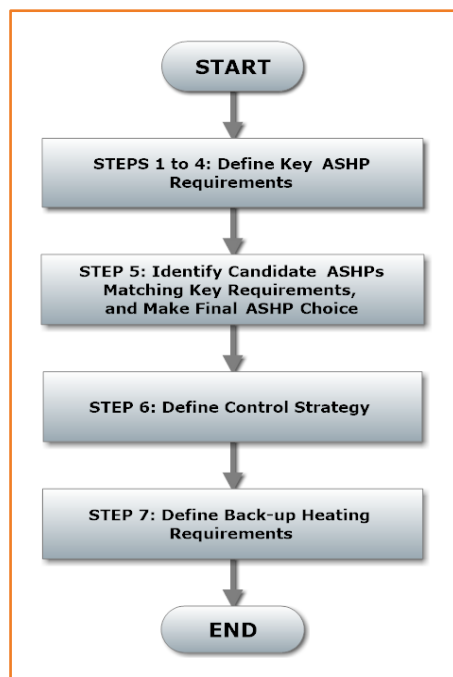 START
STEPS 1 to 4: Define Key ASHP
Requirements
STEP 5: Identify Candidate ASHPs
Matching Key Requirements,
and Make Final ASHP Choice
STEP 6: Define Control Strategy
STEP 7: Define Back-up Heating
Requirements
END